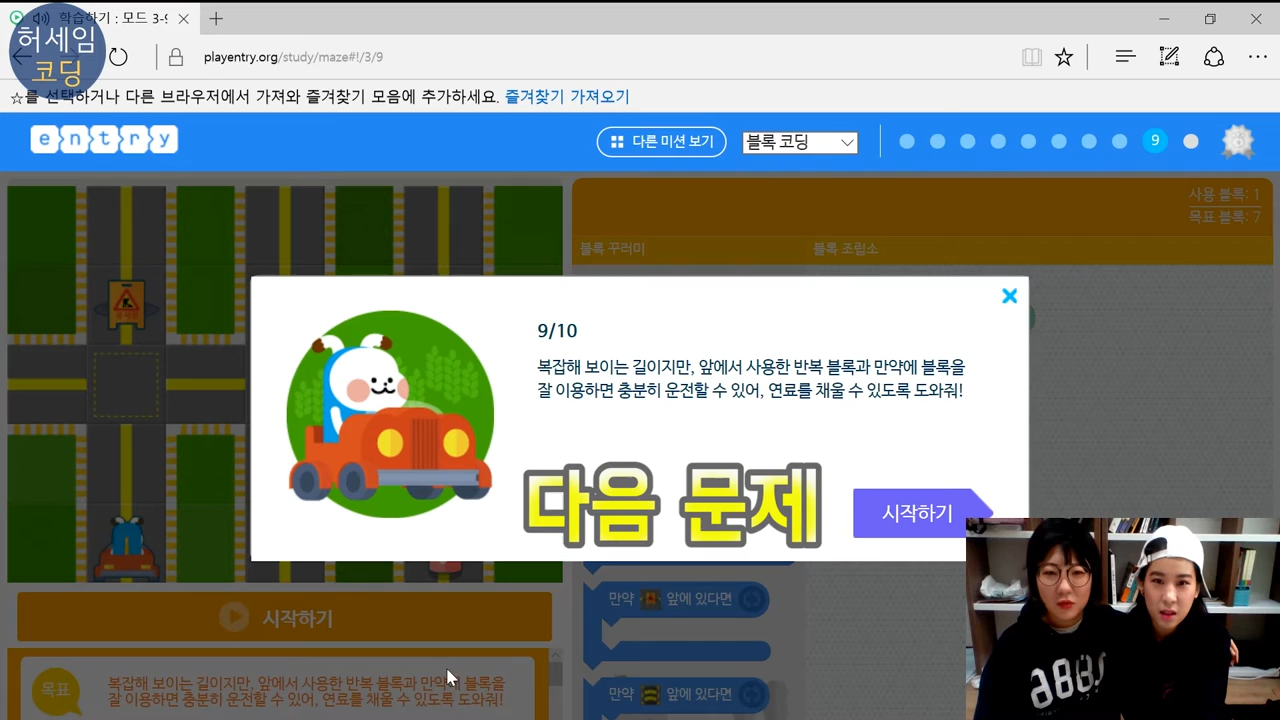 학습하기 : 모드 3-9
허세임
코딩
playentry.org/study/maze#!/3/9
☆를 선택하거나 다른 브라우저에서 가져와 즐겨찾기 모음에 추가하세요. 즐겨찾기 가져오기
entry
다른 미션 보기
블록 코딩
9
사용 블록: 1
목표 블록: 7
블록 꾸러미
블록 조립소
9/10
복잡해 보이는 길이지만, 앞에서 사용한 반복 블록과 만약에 블록을
잘 이용하면 충분히 운전할 수 있어, 연료를 채울 수 있도록 도와줘!
다음 문제
시작하기
만약 앞에 있다면
시작하기
목표
복잡해 보이는 길이지만, 앞에서 사용한 반복 블록과 만약에 블록을
잘 이용하면 충분히 운전할 수 있어, 연료를 채울 수 있도록 도와줘!
만약 앞에 있다면